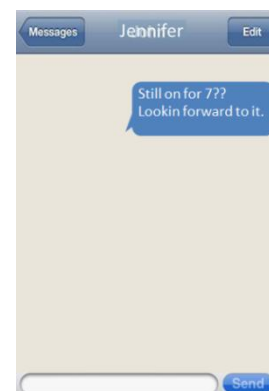 Messages
Jennifer
Edit
Still on for 7??
Lookin forward to it.
Send